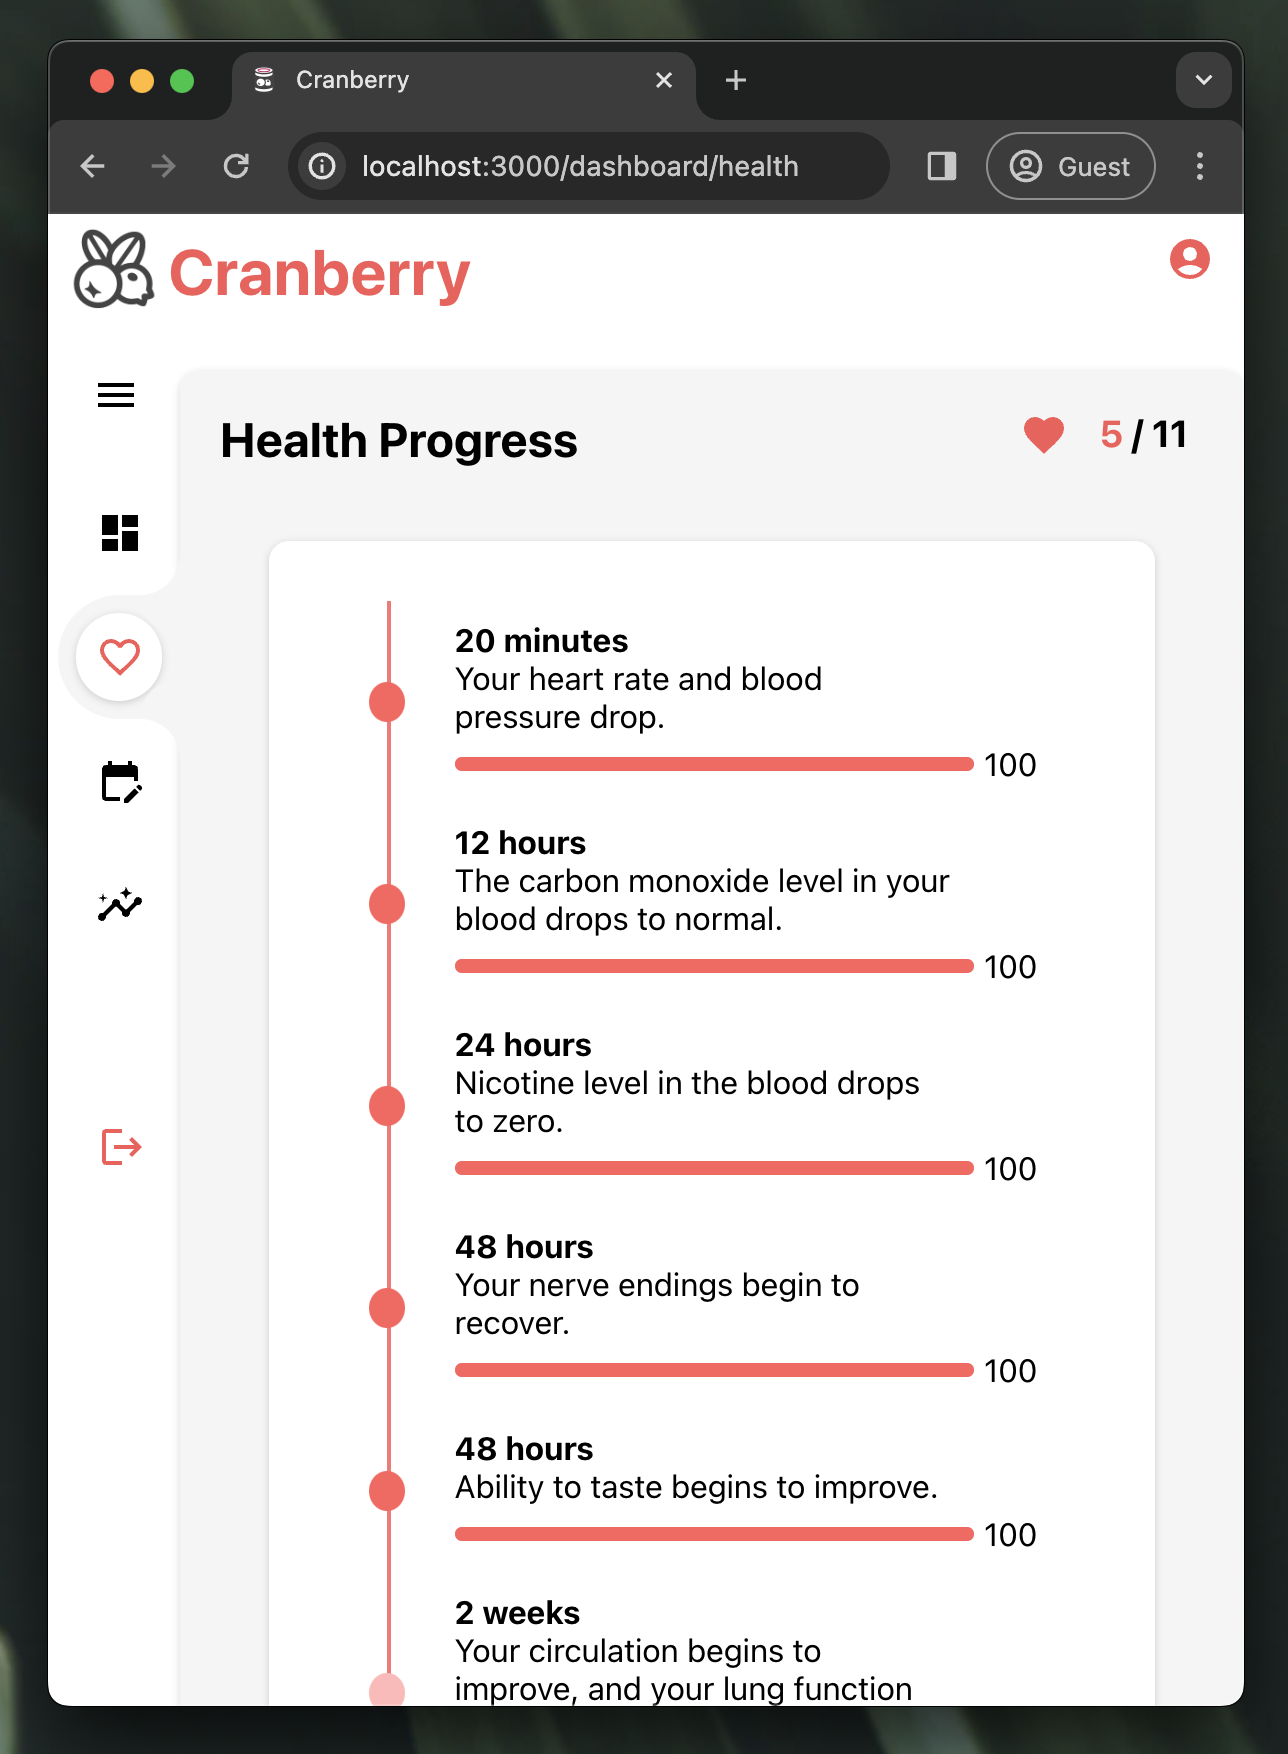 Cranberry
localhost:3000/dashboard/health
Guest
Cranberry
Health Progress
5 / 11
20 minutes
Your heart rate and blood
pressure drop.
100
12 hours
The carbon monoxide level in your
blood drops to normal.
100
24 hours
Nicotine level in the blood drops
to zero.
100
48 hours
Your nerve endings begin to
recover.
100
48 hours
Ability to taste begins to improve.
100
2 weeks
Your circulation begins to
improve, and your lung function